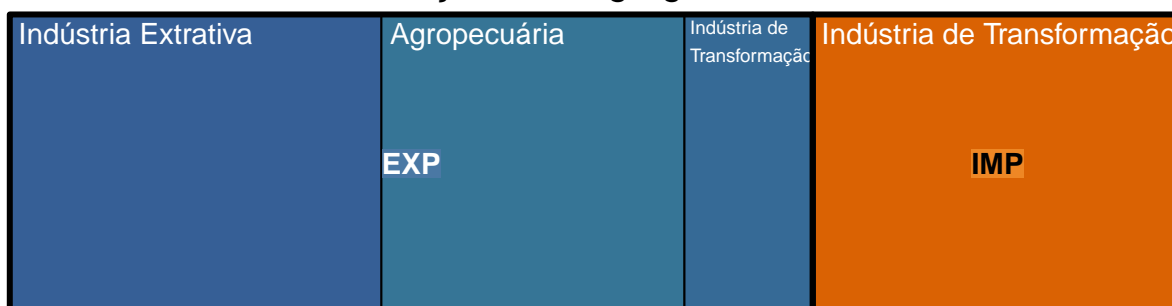 Indústria Extrativa
Agropecuária
Indústria de
Transformação
Indústria de Transformação
EXP
IMP